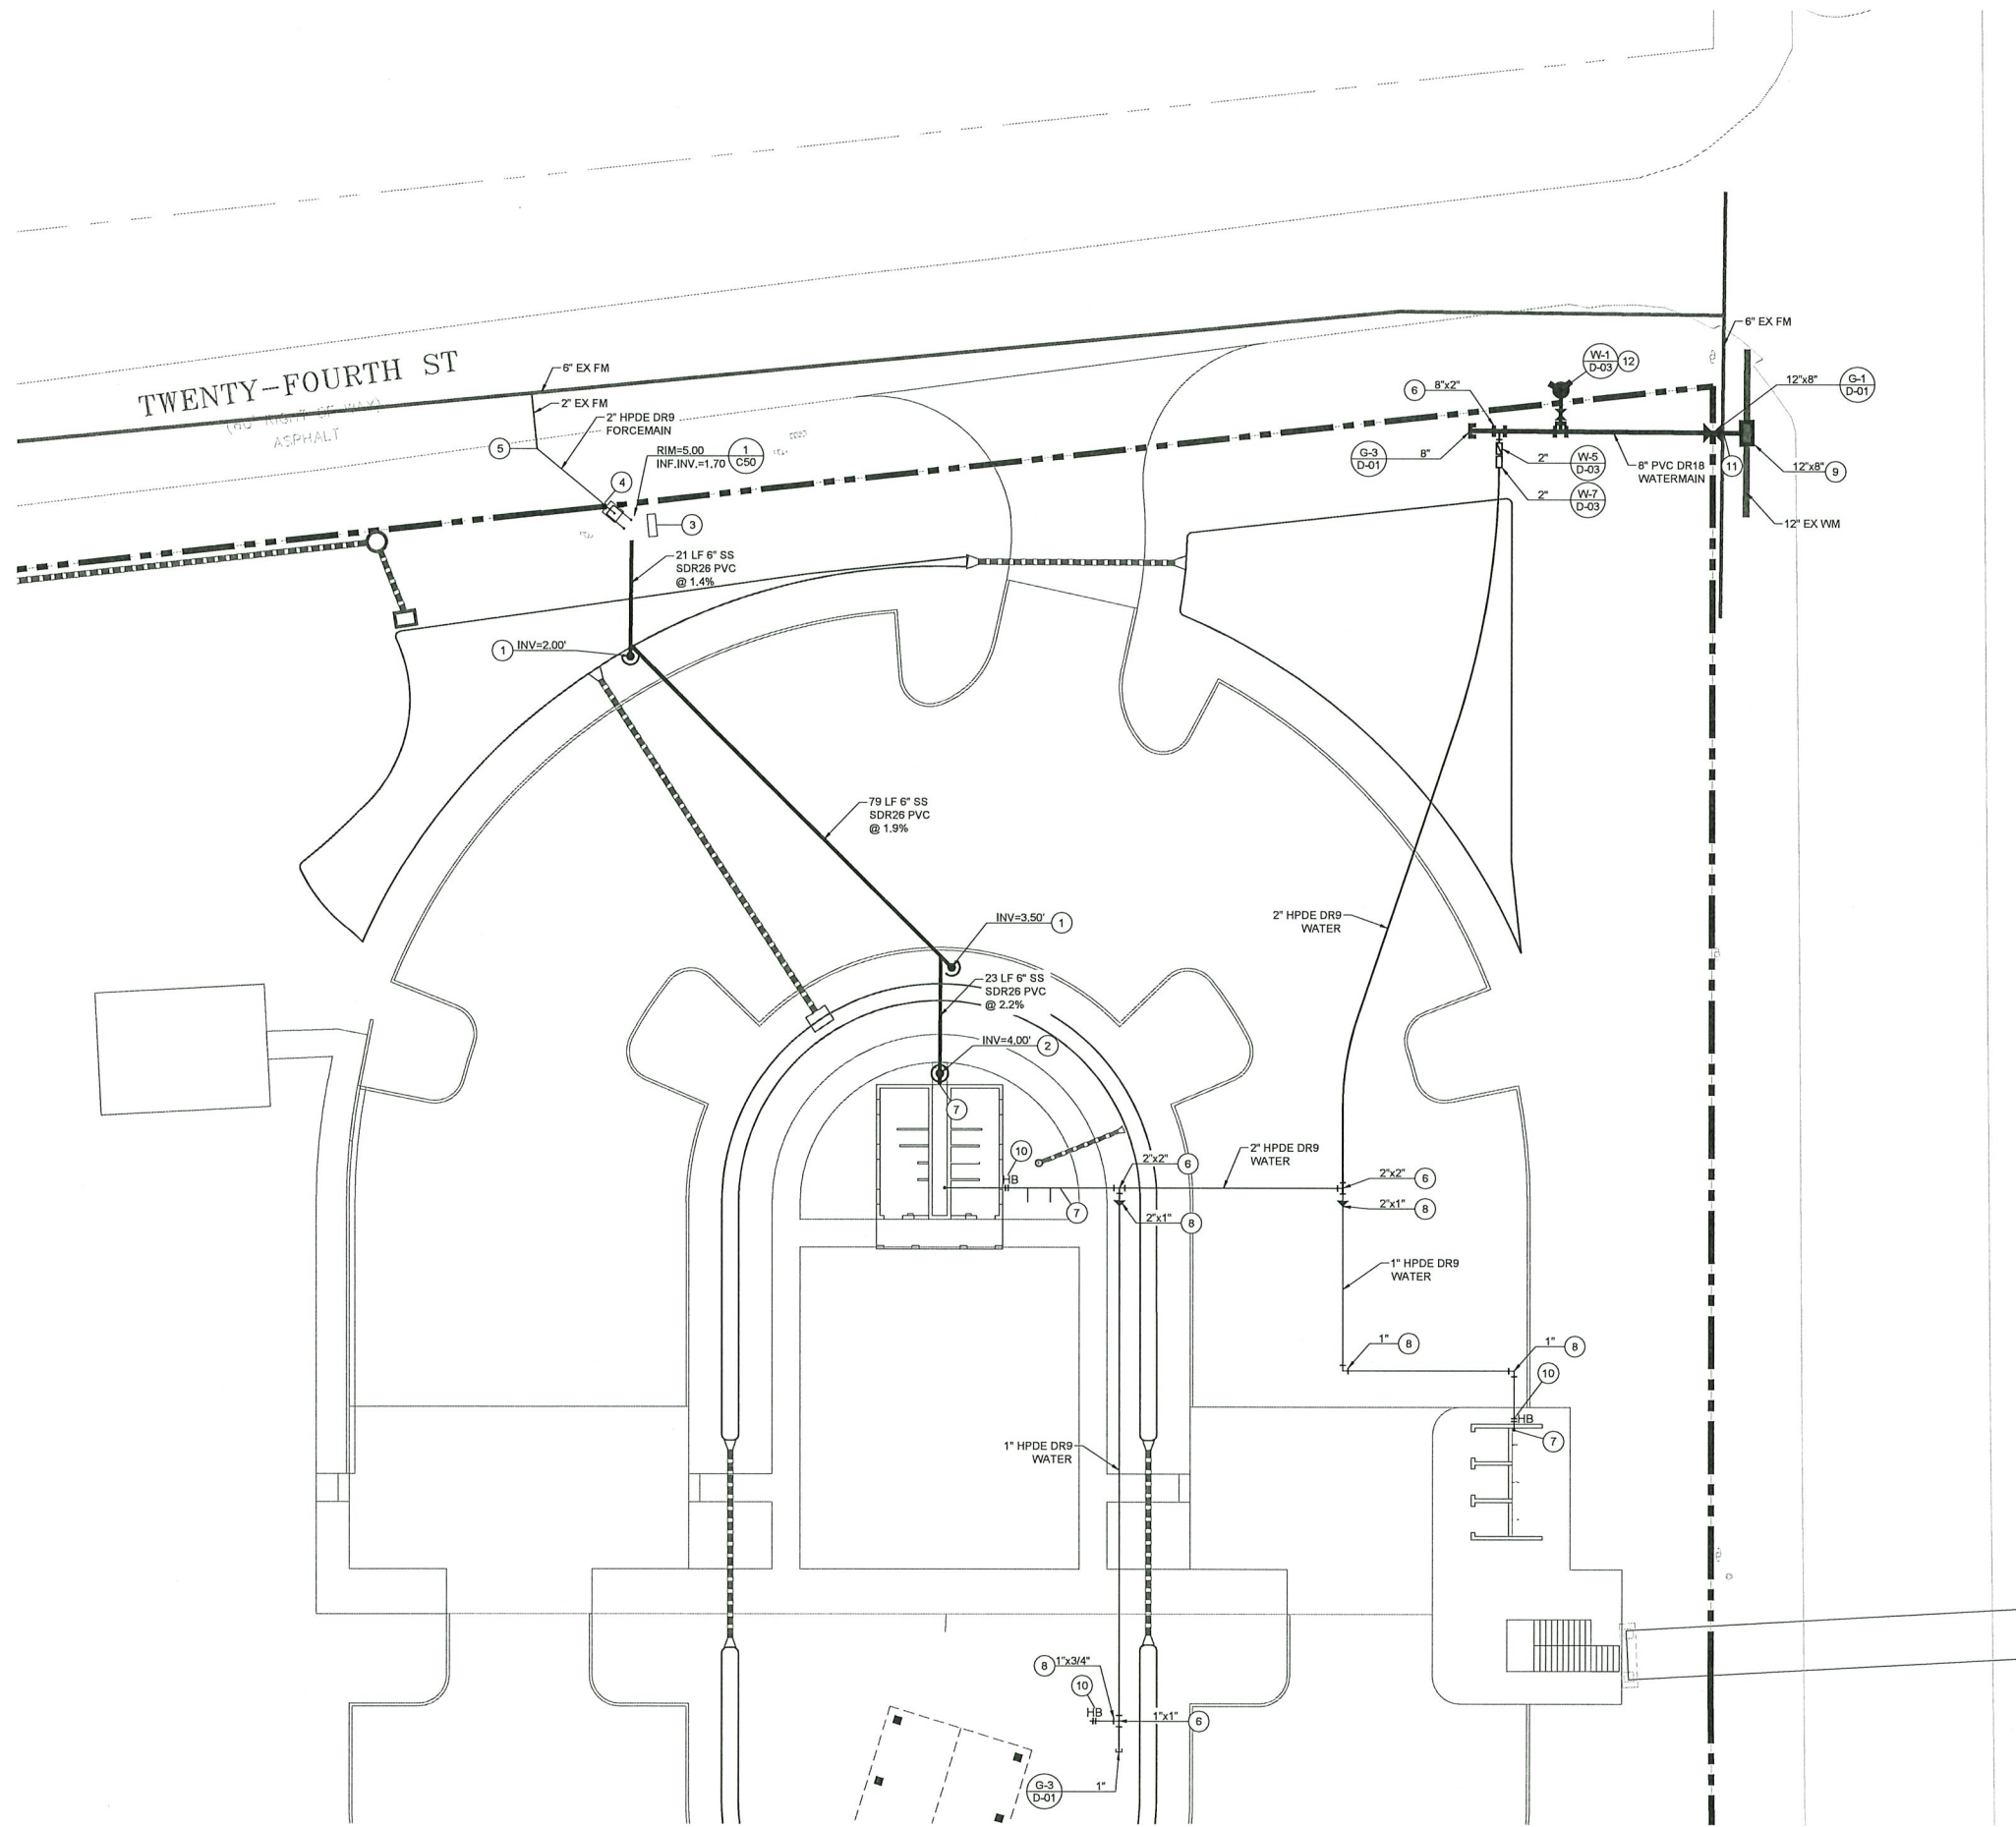 6" EX FM
W-1
D-03
12
12"x8"
G-1
D-01
6" EX FM
TWENTY-FOURTH ST
ASPHALT
2" EX FM
2" HPDE DR9
FORCEMAIN
5
RIM=5.00
INF.INV.=1.70
1
C50
4
3
6
8"x2"
G-3
D-01
8"
2"
W-5
D-03
2"
W-7
D-03
8" PVC DR18
WATERMAIN
11
12"x8"
9
12" EX WM
21 LF 6" SS
SDR26 PVC
@ 1.4%
1
INV=2.00'
79 LF 6" SS
SDR26 PVC
@ 1.9%
INV=3.50'
1
2" HPDE DR9
WATER
23 LF 6" SS
SDR26 PVC
@ 2.2%
INV=4.00'
2
7
10
HB
2"x2"
6
2" HPDE DR9
WATER
2"x2"
6
7
2"x1"
8
2"x1"
8
1" HPDE DR9
WATER
1"
8
1"
8
10
HB
7
1" HPDE DR9
WATER
8
1"x3/4"
10
HB
1"x1"
6
G-3
D-01
1"